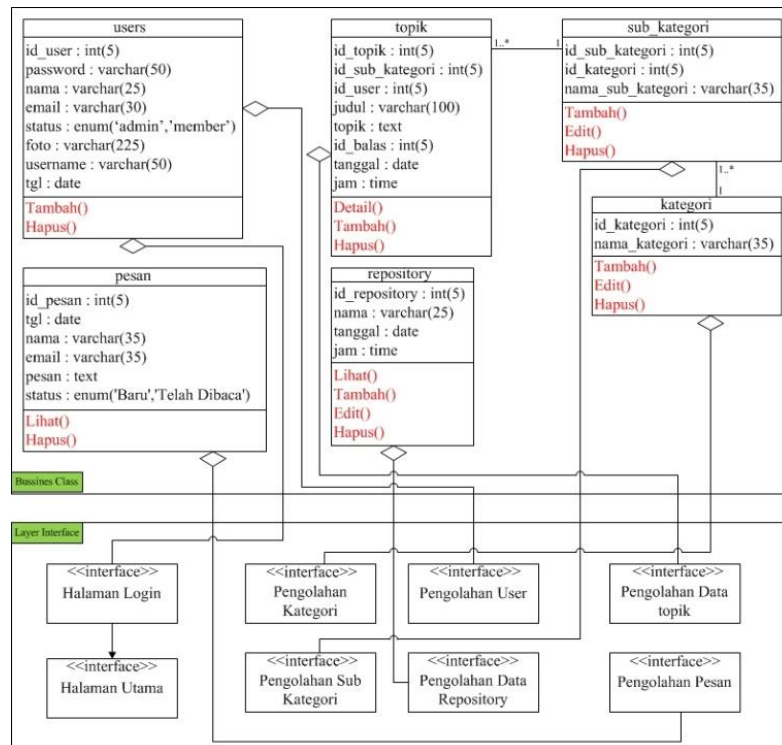 users
id_user : int(5)
password : varchar(50)
nama : varchar(25)
email : varchar(30)
status : enum(‘admin’,’member’)
foto : varchar(225)
username : varchar(50)
tgl : date
Tambah()
Hapus()
topik
id_topik : int(5)
id_sub_kategori : int(5)
id_user : int(5)
judul : varchar(100)
topik : text
id_balas : int(5)
tanggal : date
jam : time
Detail()
Tambah()
Hapus()
1..*
1
sub_kategori
id_sub_kategori : int(5)
id_kategori : int(5)
nama_sub_kategori : varchar(35)
Tambah()
Edit()
Hapus()
1..*
1
kategori
id_kategori : int(5)
nama_kategori : varchar(35)
Tambah()
Edit()
Hapus()
pesan
id_pesan : int(5)
tgl : date
nama : varchar(35)
email : varchar(35)
pesan : text
status : enum('Baru','Telah Dibaca')
Lihat()
Hapus()
repository
id_repository : int(5)
nama : varchar(25)
tanggal : date
jam : time
Lihat()
Tambah()
Edit()
Hapus()
Bussines Class
Layer Interface
<<interface>>
Halaman Login
<<interface>>
Pengolahan
Kategori
<<interface>>
Pengolahan User
<<interface>>
Pengolahan Data
topik
<<interface>>
Halaman Utama
<<interface>>
Pengolahan Sub
Kategori
<<interface>>
Pengolahan Data
Repository
<<interface>>
Pengolahan Pesan